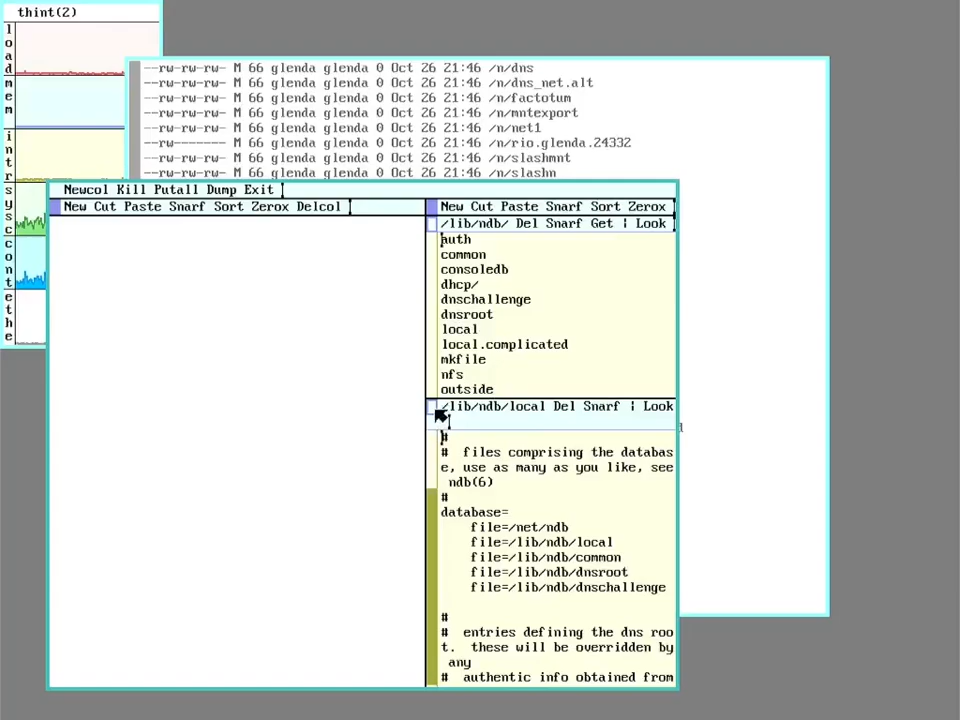 thint(2)
load
mem
intr
sysc
cont
ethe
--rw-rw-rw- M 66 glenda glenda 0 Oct 26 21:46 /n/dns
--rw-rw-rw- M 66 glenda glenda 0 Oct 26 21:46 /n/dns_net.alt
--rw-rw-rw- M 66 glenda glenda 0 Oct 26 21:46 /n/factotum
--rw-rw-rw- M 66 glenda glenda 0 Oct 26 21:46 /n/mntexport
--rw-rw-rw- M 66 glenda glenda 0 Oct 26 21:46 /n/net1
--rw------- M 66 glenda glenda 0 Oct 26 21:46 /n/rio.glenda.24332
--rw-rw-rw- M 66 glenda glenda 0 Oct 26 21:46 /n/slashmnt
--rw-rw-rw- M 66 glenda glenda 0 Oct 26 21:46 /n/slashn
Newcol Kill Putall Dump Exit
New Cut Paste Snarf Sort Zerox Delcol
New Cut Paste Snarf Sort Zerox
/lib/ndb/ Del Snarf Get | Look
auth
common
consoledb
dhcp/
dnschallenge
dnsroot
local
local.complicated
mkfile
nfs
outside
/lib/ndb/local Del Snarf | Look
#
#  files comprising the databas
e, use as many as you like, see
 ndb(6)
#
database=
    file=/net/ndb
    file=/lib/ndb/local
    file=/lib/ndb/common
    file=/lib/ndb/dnsroot
    file=/lib/ndb/dnschallenge
#
#  entries defining the dns roo
t.  these will be overridden by
 any
#  authentic info obtained from